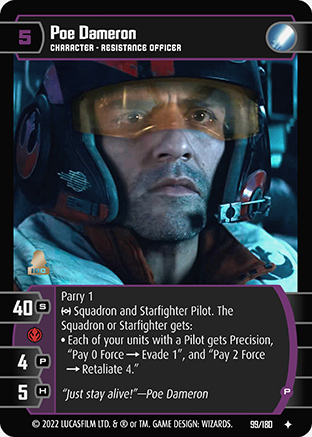 5 Poe Dameron
CHARACTER • RESISTANCE OFFICER
Parry 1
Squadron and Starfighter Pilot. The
Squadron or Starfighter gets:
• Each of your units with a Pilot gets Precision,
"Pay 0 Force → Evade 1", and "Pay 2 Force
→ Retaliate 4."
"Just stay alive!"—Poe Dameron
40 S
4 P
5 H
P
© 2022 LUCASFILM LTD. & ® or TM. GAME DESIGN: WIZARDS. 99/180